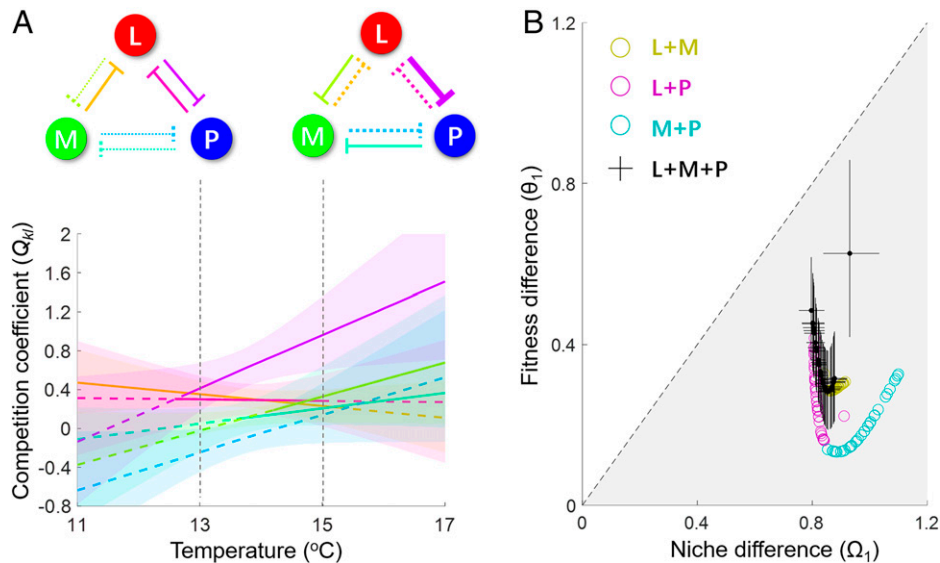 A
L
M
P
L
M
P
Competition coefficient (Qkl)
2
1.6
1.2
0.8
0.4
0
-0.4
-0.8
11
13
15
17
Temperature (°C)
B
L+M
L+P
M+P
L+M+P
Fitness difference (θ1)
1.2
0.8
0.4
0
0
0.4
0.8
1.2
Niche difference (Ω1)